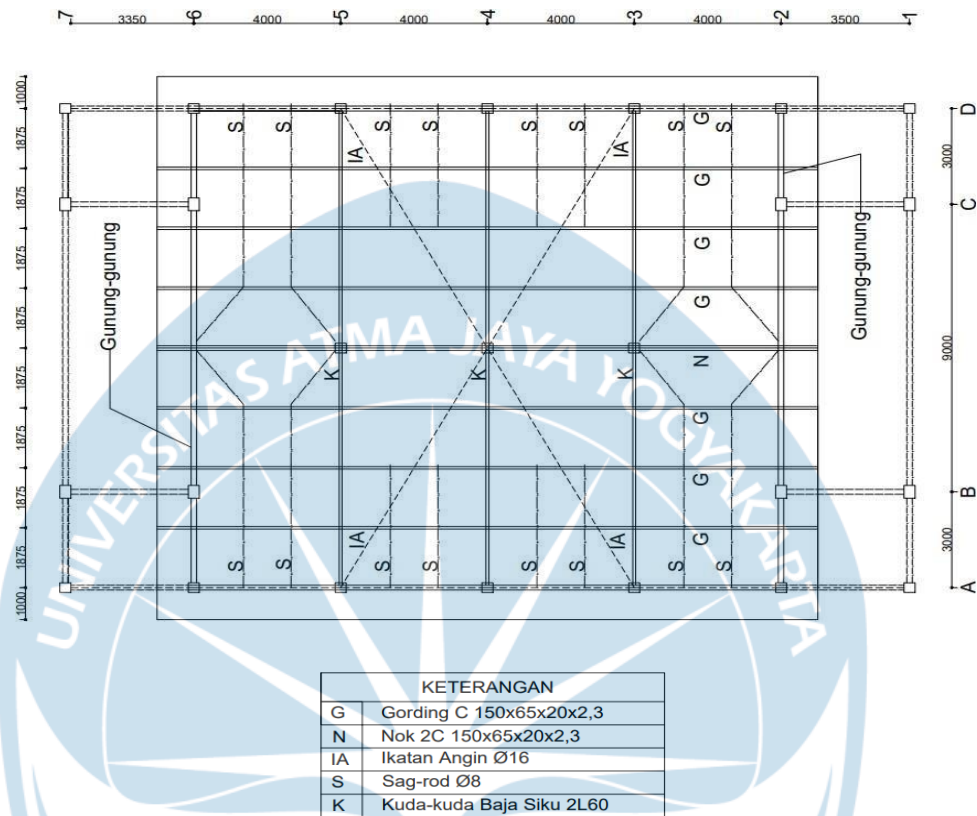 7 3350 6 4000 5 4000 4 4000 3 4000 2 3500 1
1000
1875
1875
1875
1875
1875
1875
1875
1875
1000
D
3000
C
9000
B
3000
A
S S S S S S S G S
IA IA
G
G
G
N
G
G
G
K K K
Gunung-gunung
Gunung-gunung
IA IA
S S S S S S S S
UNIVERSITAS ATMA JAYA YOGYAKARTA
KETERANGAN
G Gording C 150x65x20x2,3
N Nok 2C 150x65x20x2,3
IA Ikatan Angin Ø16
S Sag-rod Ø8
K Kuda-kuda Baja Siku 2L60